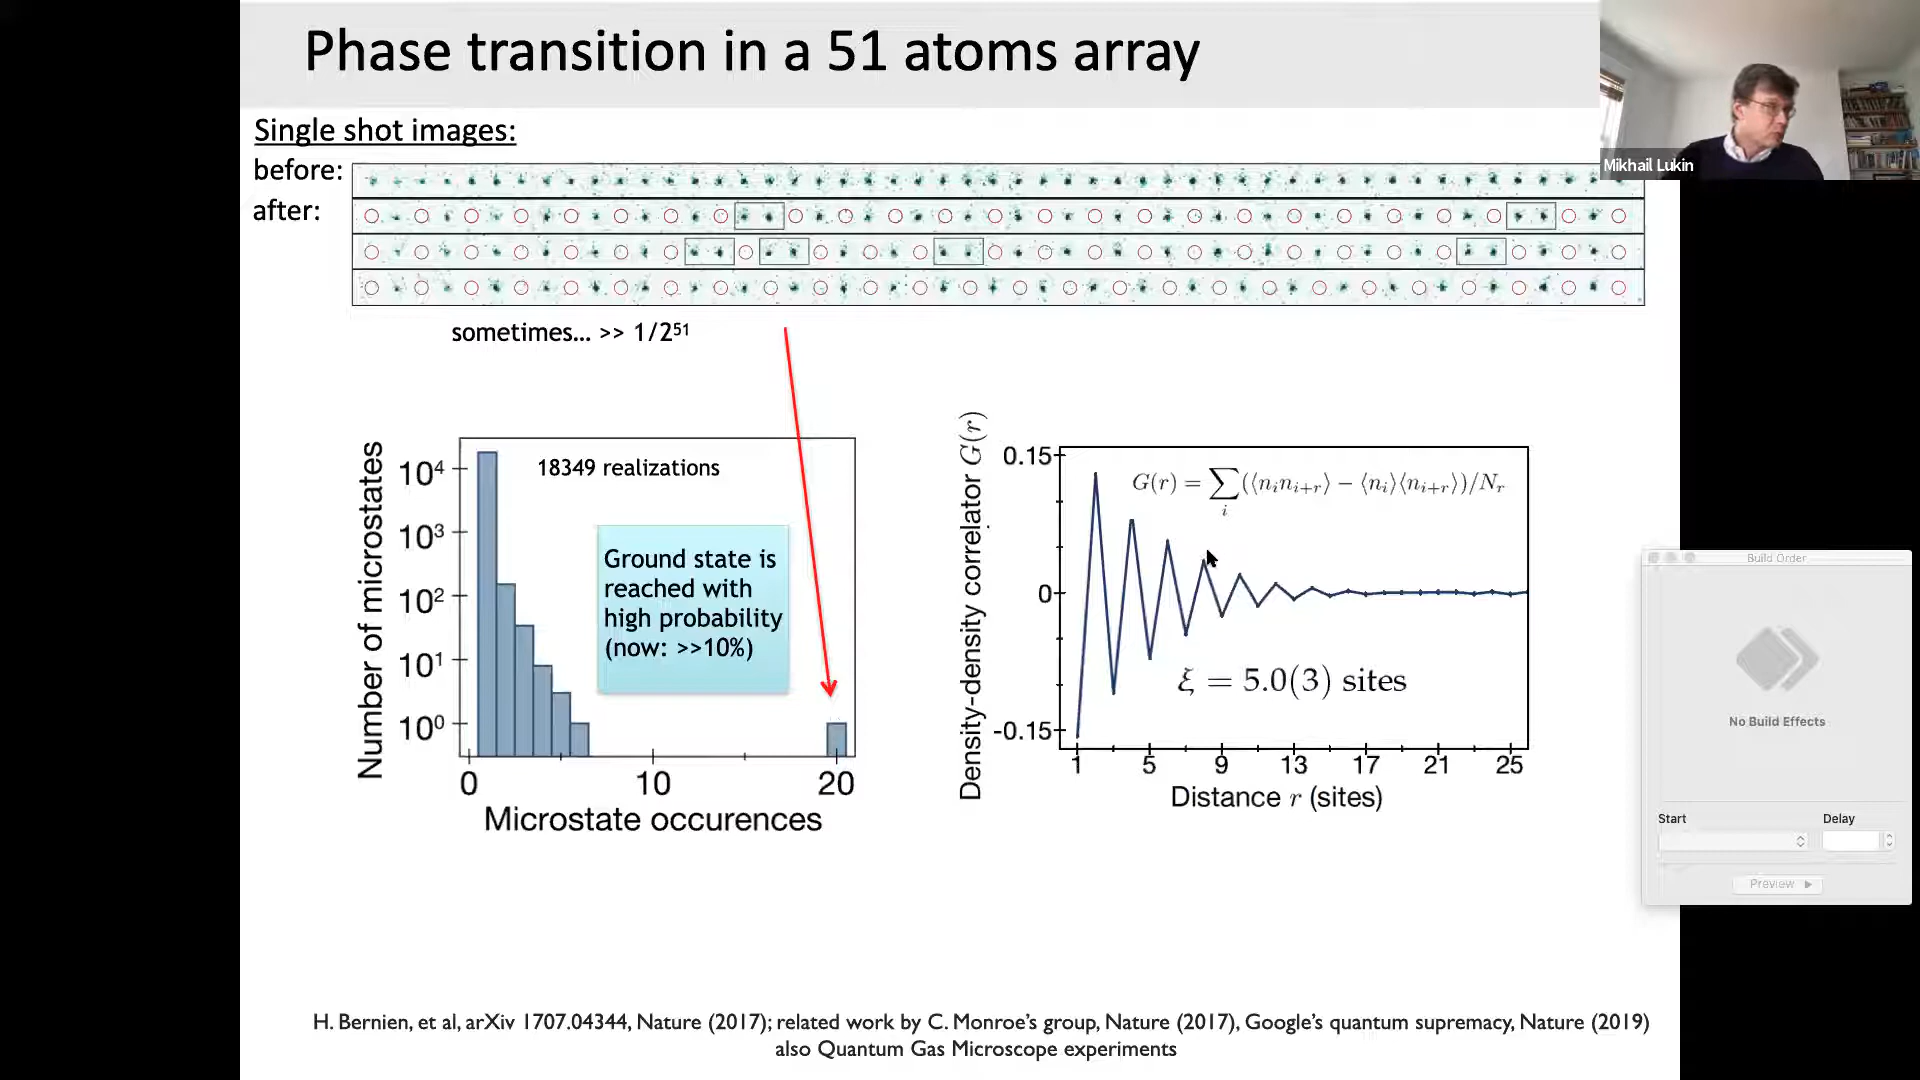 Phase transition in a 51 atoms array
Mikhail Lukin
Single shot images:
before:
after:
sometimes... >> 1/2⁵¹
Number of microstates
10⁴
10³
10²
10¹
10⁰
18349 realizations
Ground state is
reached with
high probability
(now: >>10%)
0
10
20
Microstate occurences
Density-density correlator G(r)
0.15
0
-0.15
G(r) = ∑ᵢ (⟨nᵢnᵢ₊ᵣ⟩ − ⟨nᵢ⟩⟨nᵢ₊ᵣ⟩)/Nᵣ
ξ = 5.0(3) sites
1 5 9 13 17 21 25
Distance r (sites)
Build Order
No Build Effects
Start Delay
Preview
H. Bernien, et al, arXiv 1707.04344, Nature (2017); related work by C. Monroe's group, Nature (2017), Google's quantum supremacy, Nature (2019)
also Quantum Gas Microscope experiments